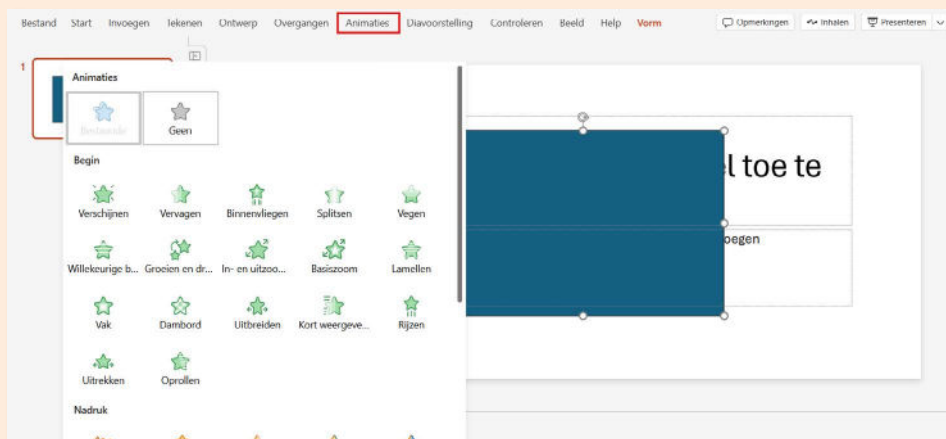 Bestand Start Invoegen Tekenen Ontwerp Overgangen Animaties Diavoorstelling Controleren Beeld Help Vorm Opmerkingen Inhalen Presenteren
1
Animaties
Bestaande Geen
Begin
Verschijnen Vervagen Binnenvliegen Splitsen Vegen
Willekeurige b... Groeien en dr... In- en uitzoo... Basiszoom Lamellen
Vak Dambord Uitbreiden Kort weergeve... Rijzen
Uitrekken Oprollen
Nadruk
l toe te
oegen